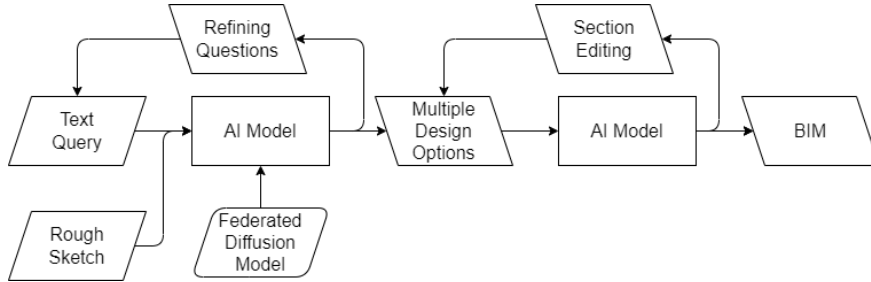 Refining
Questions
Section
Editing
Text
Query
AI Model
Multiple
Design
Options
AI Model
BIM
Rough
Sketch
Federated
Diffusion
Model